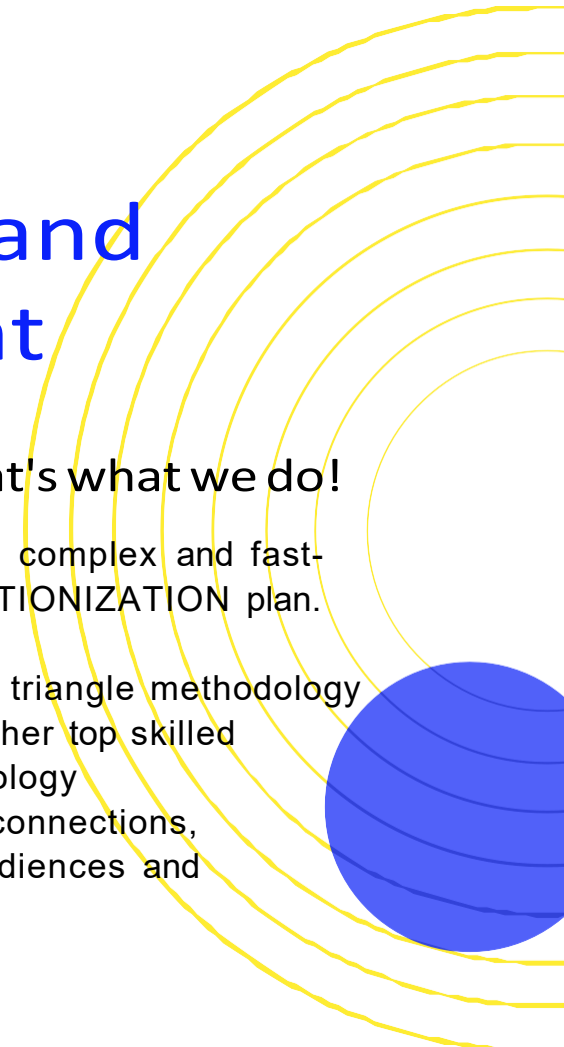 and
nt
at's what we do!
complex and fast-
TIONIZATION plan.
triangle methodology
her top skilled
ology
connections,
diences and